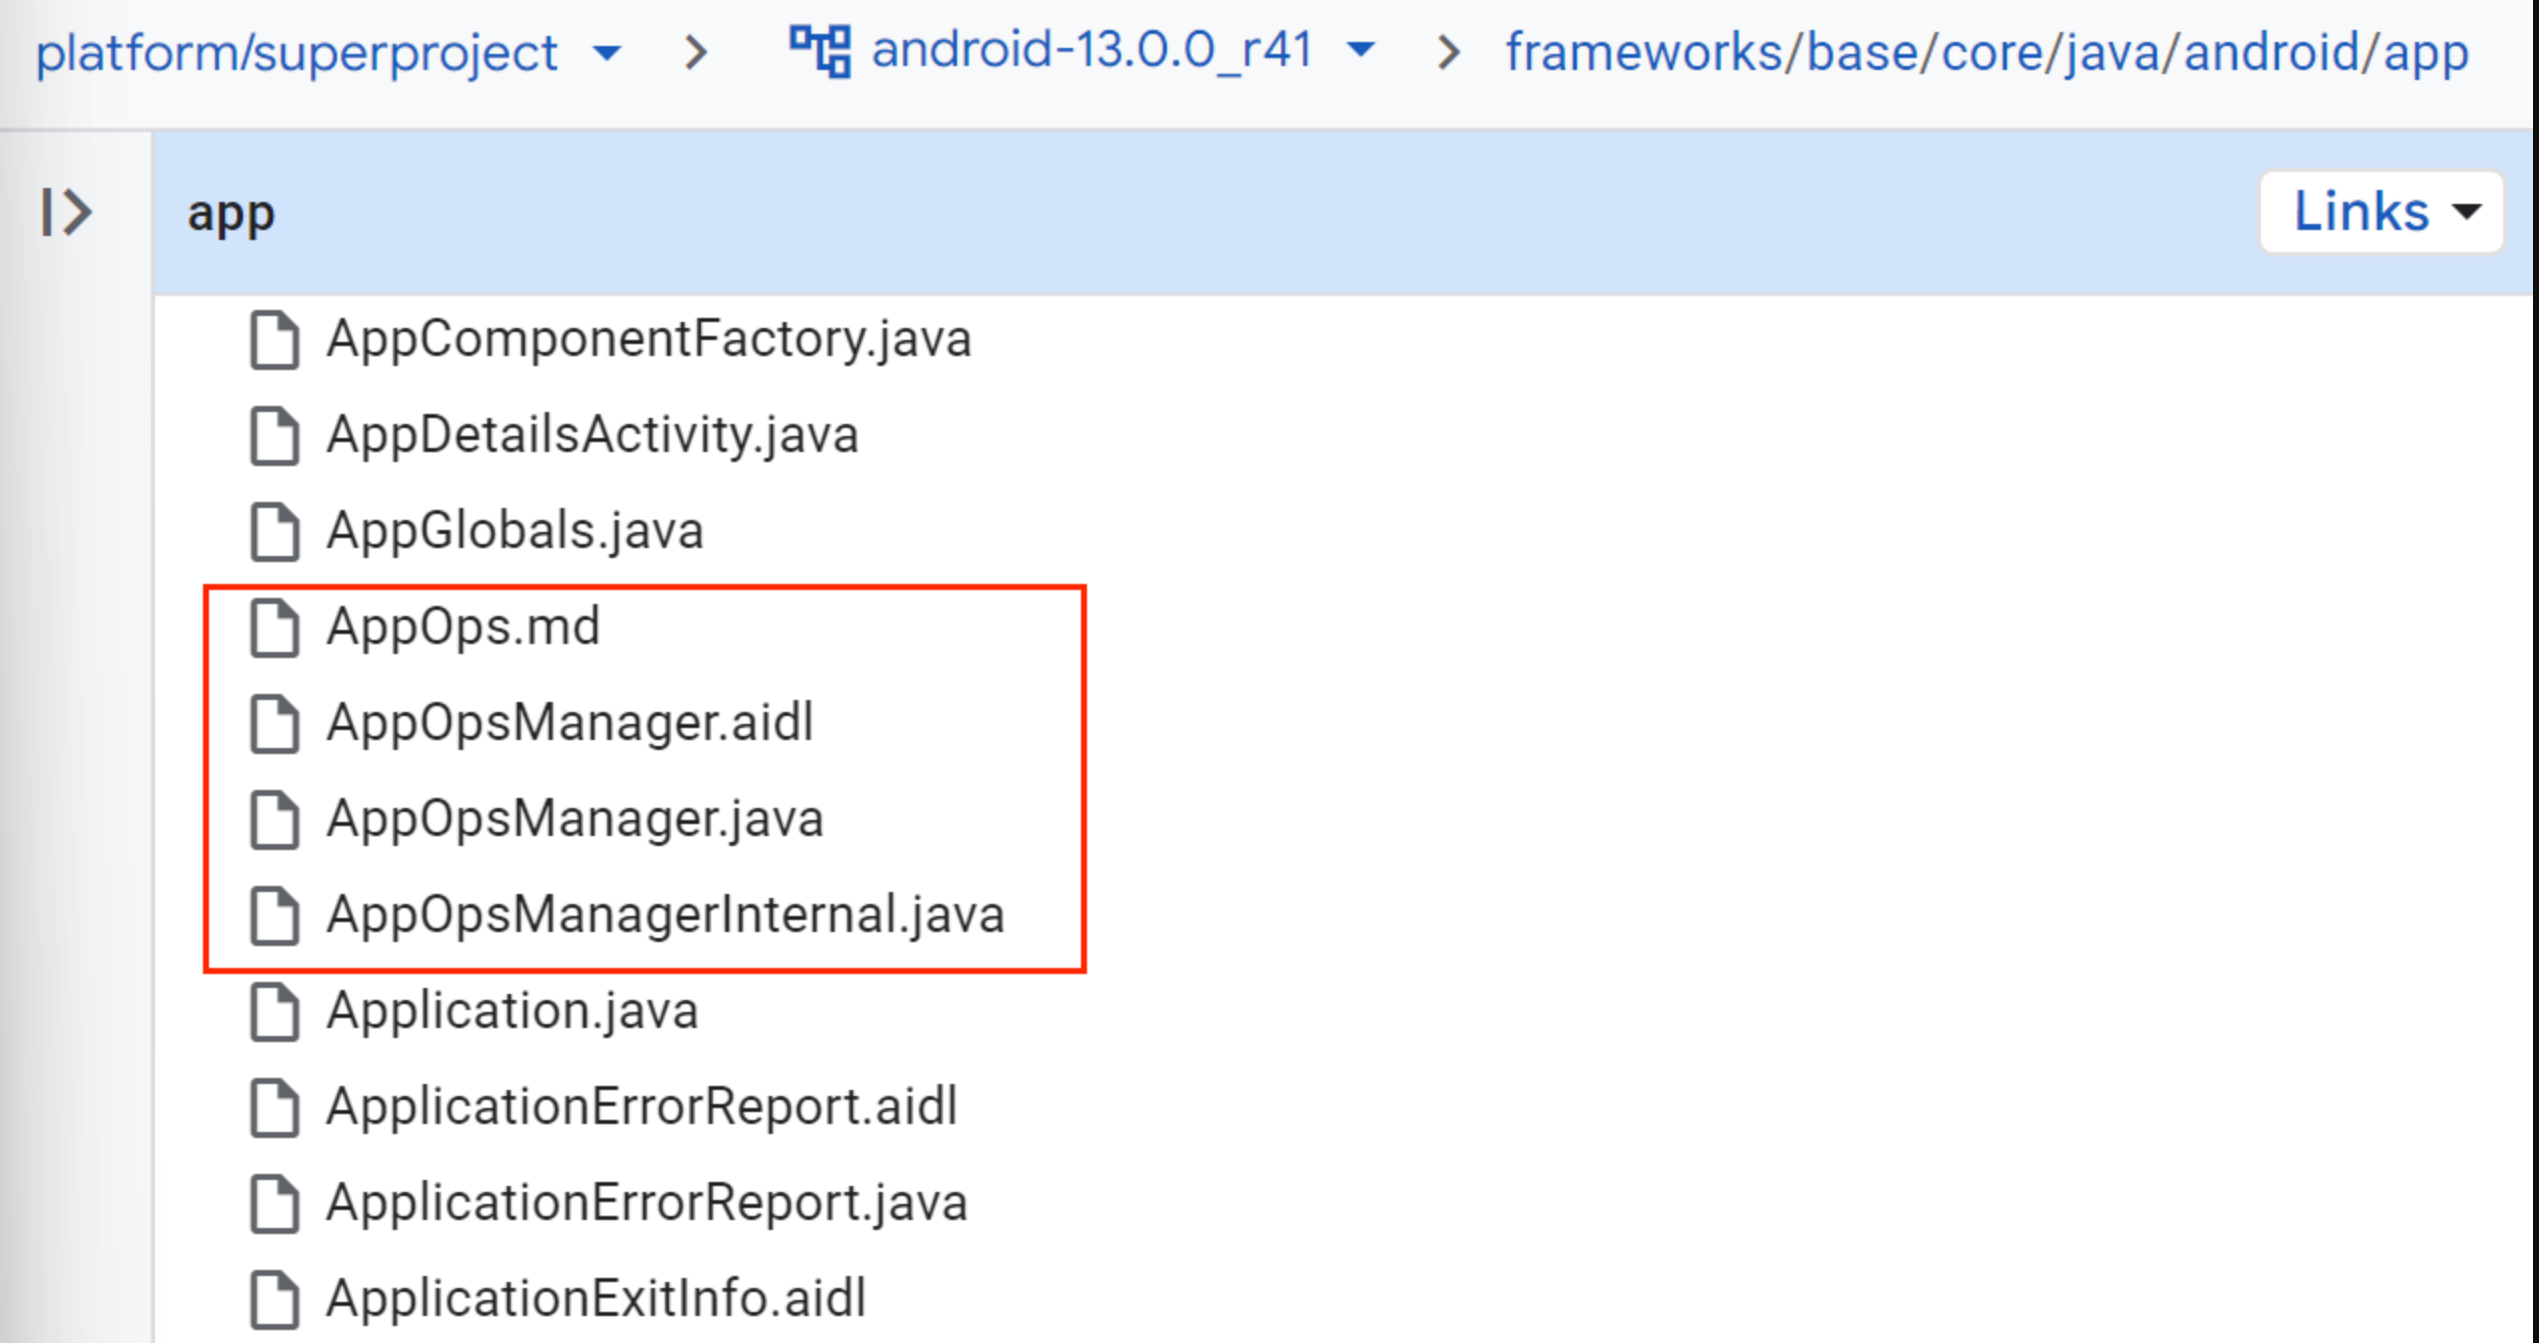 platform/superproject android-13.0.0_r41 frameworks/base/core/java/android/app
app Links
AppComponentFactory.java
AppDetailsActivity.java
AppGlobals.java
AppOps.md
AppOpsManager.aidl
AppOpsManager.java
AppOpsManagerInternal.java
Application.java
ApplicationErrorReport.aidl
ApplicationErrorReport.java
ApplicationExitInfo.aidl